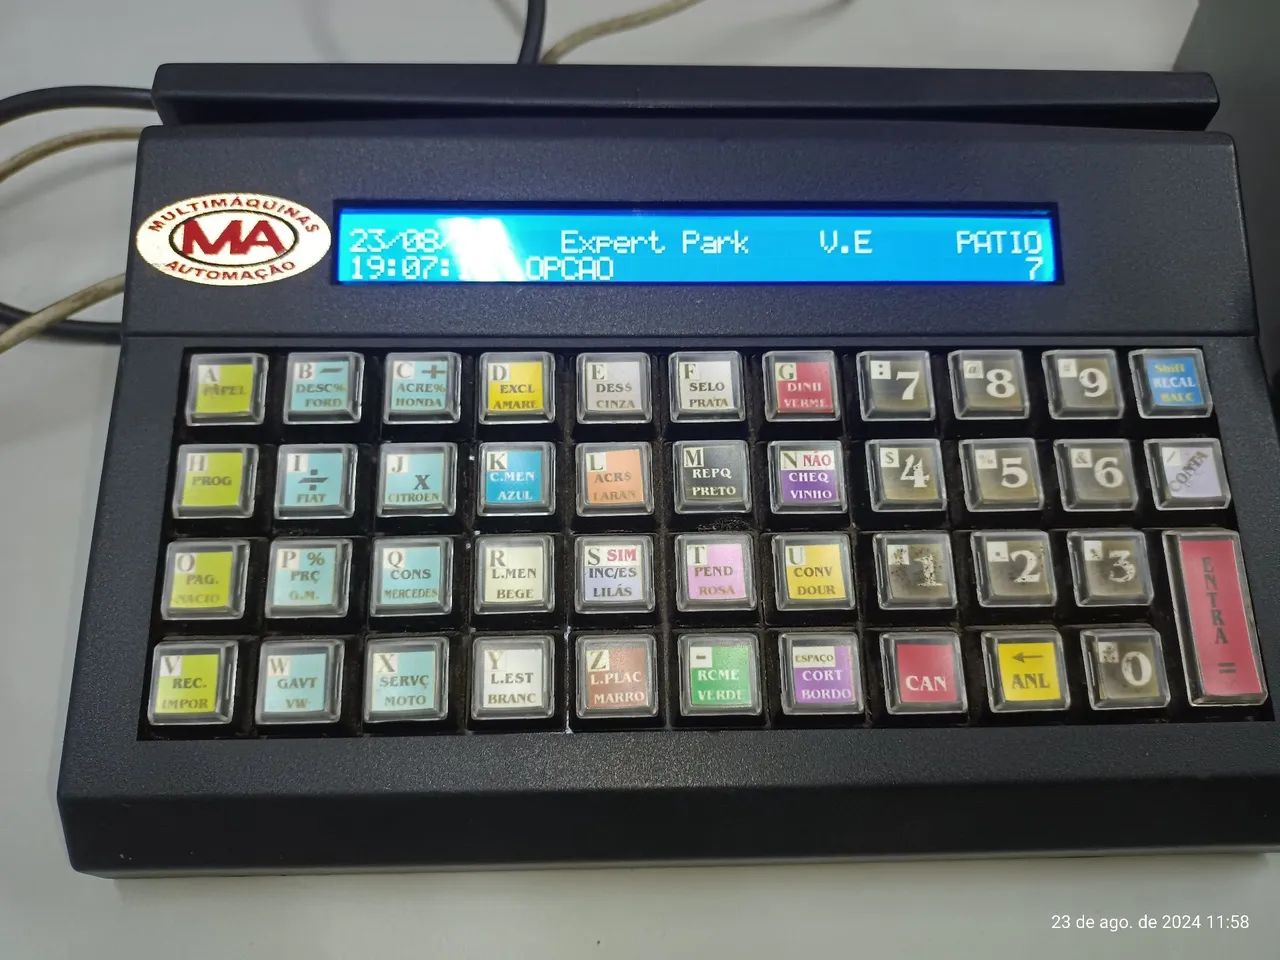 MULTIMÁQUINAS
MA
AUTOMAÇÃO
23/08/ Expert Park V.E PATIO
19:07: OPCAO 7
A PAPEL
B − DESC% FORD
C + ACRE% HONDA
D EXCL AMARE
E DESS CINZA
F SELO PRATA
G DINH VERME
7
@ 8
# 9
Shift RECAL BALC
H PROG
I ÷ FIAT
J X CITROEN
K C.MEN AZUL
L ACR$ LARAN
M REPQ PRETO
N NÃO CHEQ VINHO
$ 4
% 5
& 6
/ CONTA
O PAG. NACIO
P % PRÇ G.M.
Q CONS MERCEDES
R L.MEN BEGE
S SIM INC/ES LILÁS
T PEND ROSA
U CONV DOUR
1
2
3
ENTRA =
V REC. IMPOR
W GAVT VW
X SERVÇ MOTO
Y L.EST BRANC
Z L.PLAC MARRO
- RCME VERDE
ESPAÇO CORT BORDO
CAN
← ANL
0
23 de ago. de 2024 11:58